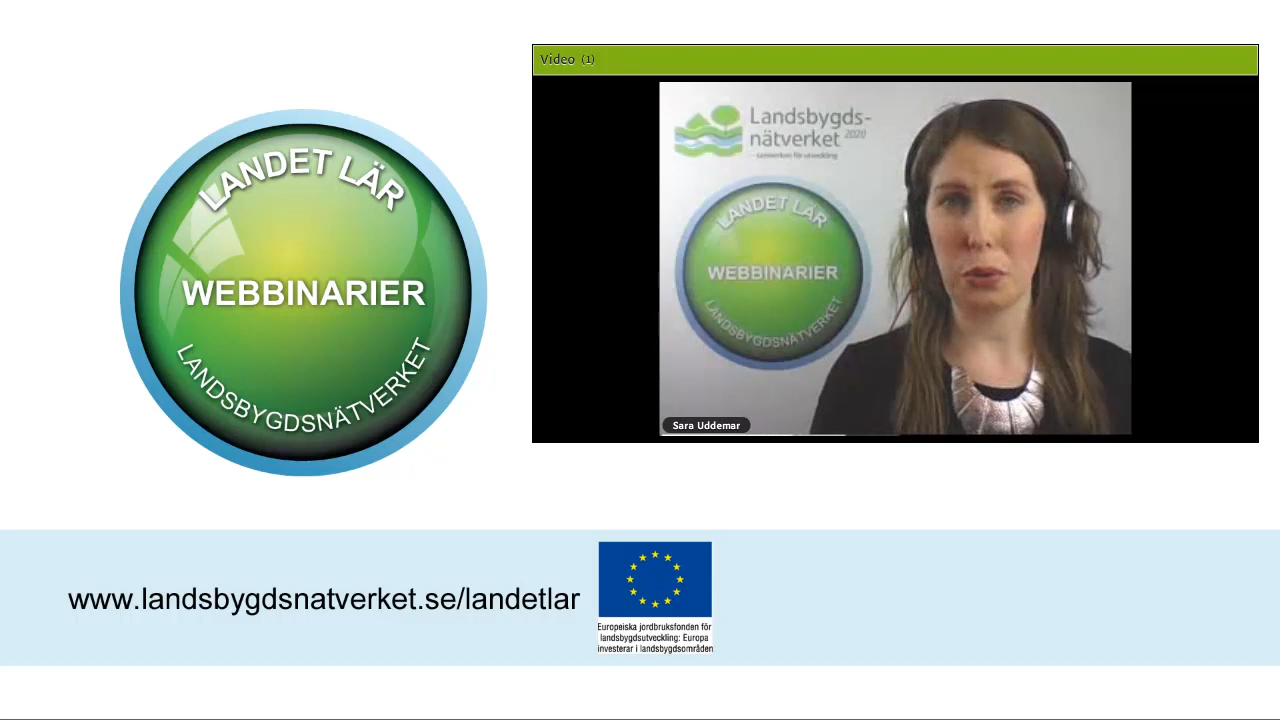 LANDET LÄR
WEBBINARIER
LANDSBYGDSNÄTVERKET
Video (1)
Landsbygds-
nätverket 2020
– samverkan för utveckling
LANDET LÄR
WEBBINARIER
LANDSBYGDSNÄTVERKET
Sara Uddemar
www.landsbygdsnatverket.se/landetlar
Europeiska jordbruksfonden för
landsbygdsutveckling: Europa
investerar i landsbygdsområden